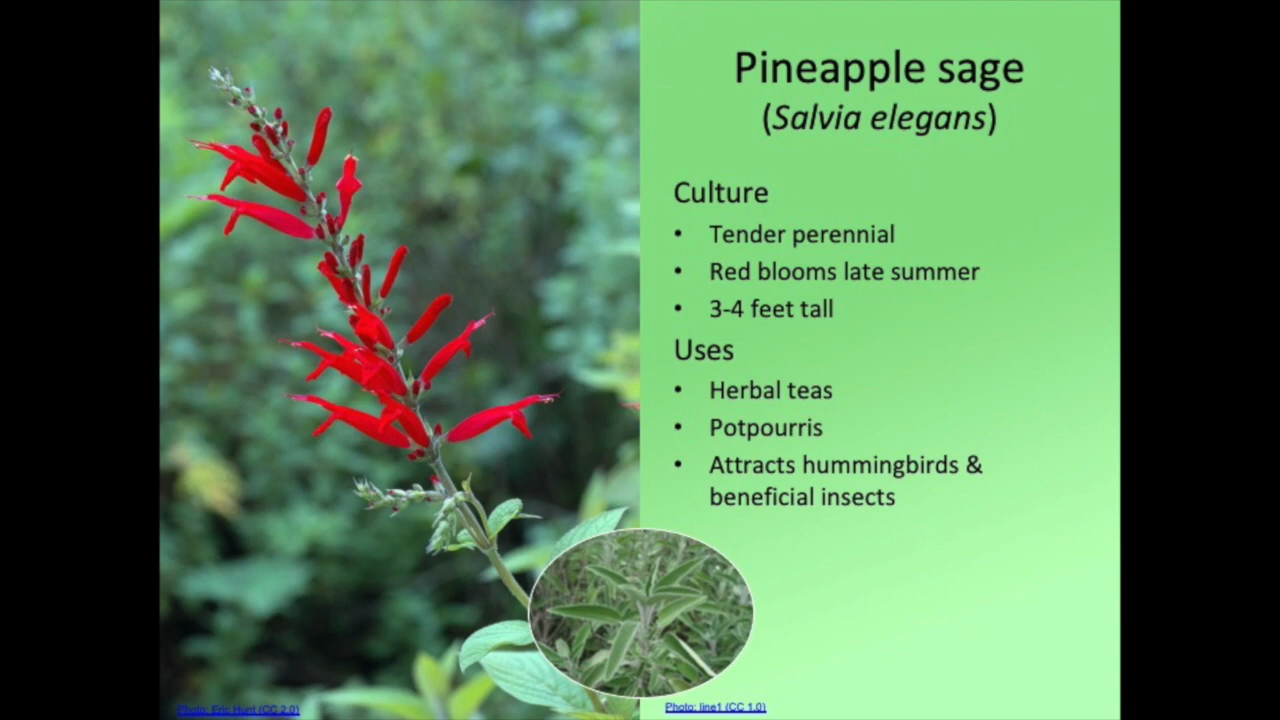 Pineapple sage
(Salvia elegans)
Culture
• Tender perennial
• Red blooms late summer
• 3-4 feet tall
Uses
• Herbal teas
• Potpourris
• Attracts hummingbirds &
beneficial insects
Photo: Eric Hunt (CC 2.0)
Photo: line1 (CC 1.0)